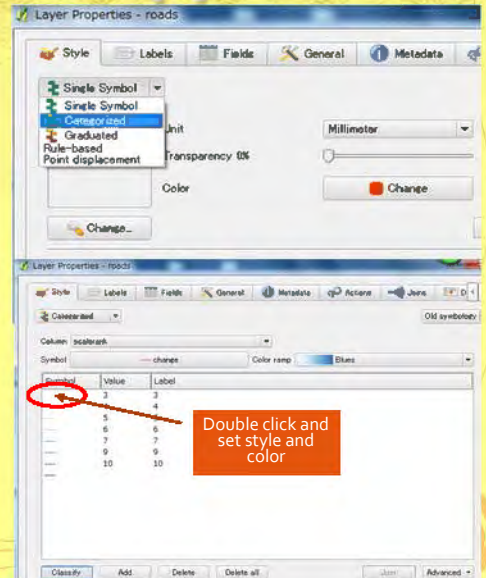 Layer Properties - roads
Style Labels Fields General Metadata
Single Symbol
Single Symbol
Categorized
Graduated
Rule-based
Point displacement
Unit Millimeter
Transparency 0%
Color Change
Change...
Layer Properties - roads
Style Labels Fields General Metadata Actions Joins D
Categorized Old symbology
Column scalerank
Symbol change Color ramp Blues
Symbol Value Label
3 3
4
5
6 6
7 7
9 9
10 10
Double click and
set style and
color
Classify Add Delete Delete all Join Advanced